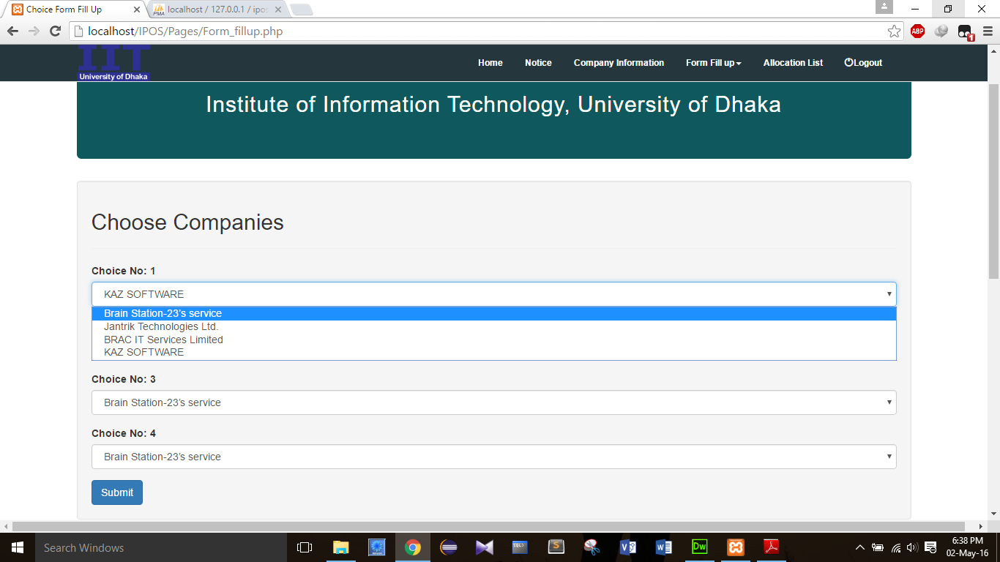 Choice Form Fill Up
localhost / 127.0.0.1 / ipo
localhost/IPOS/Pages/Form_fillup.php
ABP
1
IIT
University of Dhaka
Home Notice Company Information Form Fill up Allocation List Logout
Institute of Information Technology, University of Dhaka
Choose Companies
Choice No: 1
KAZ SOFTWARE
Brain Station-23's service
Jantrik Technologies Ltd.
BRAC IT Services Limited
KAZ SOFTWARE
Choice No: 3
Brain Station-23's service
Choice No: 4
Brain Station-23's service
Submit
Search Windows
SQL
S
Dw
6:38 PM
02-May-16